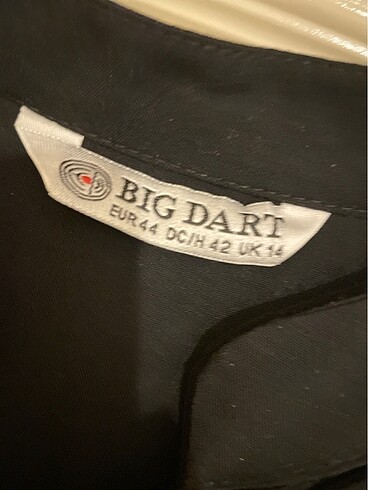 BIG DART
EUR 44 DC/H 42 UK 14